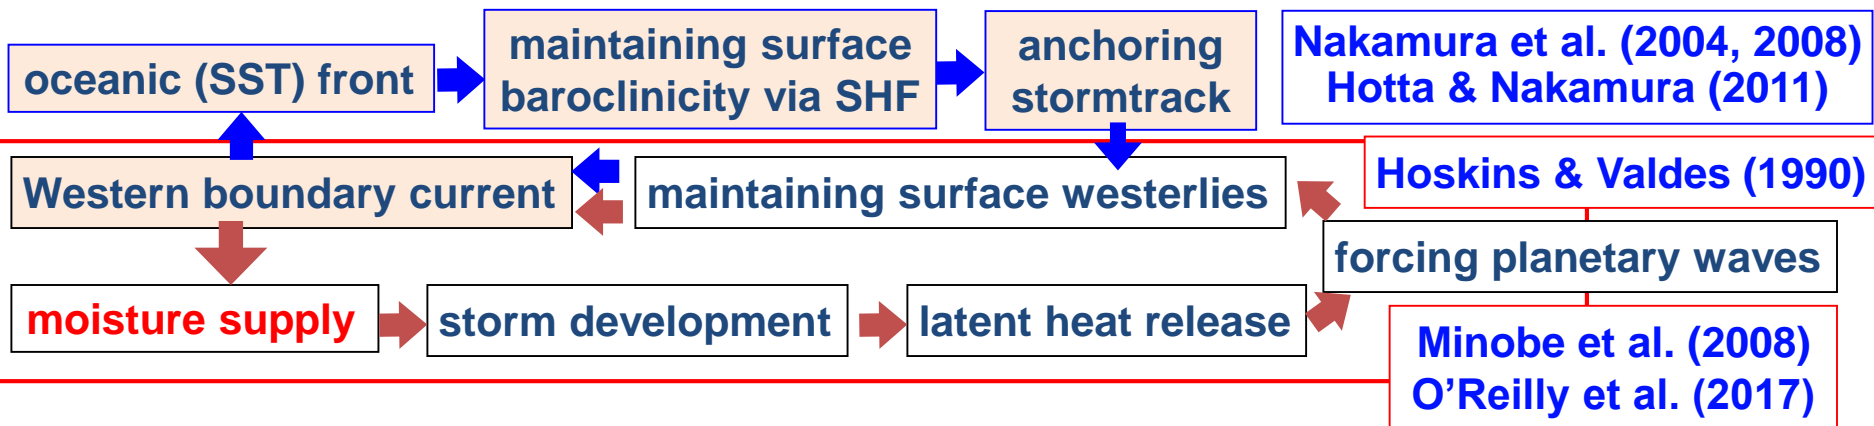 oceanic (SST) front
maintaining surface
baroclinicity via SHF
anchoring
stormtrack
Nakamura et al. (2004, 2008)
Hotta & Nakamura (2011)
Western boundary current
maintaining surface westerlies
Hoskins & Valdes (1990)
forcing planetary waves
moisture supply
storm development
latent heat release
Minobe et al. (2008)
O’Reilly et al. (2017)